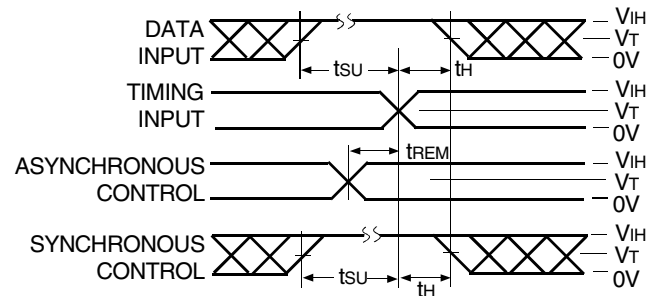 DATA
INPUT
tSU
tH
VIH
VT
0V
TIMING
INPUT
VIH
VT
0V
tREM
ASYNCHRONOUS
CONTROL
VIH
VT
0V
SYNCHRONOUS
CONTROL
tSU
tH
VIH
VT
0V